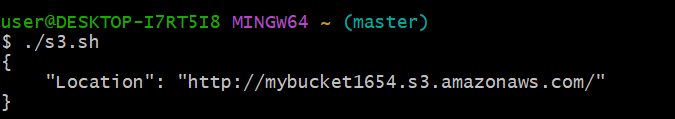 user@DESKTOP-I7RT5I8 MINGW64 ~ (master)
$ ./s3.sh
{
    "Location": "http://mybucket1654.s3.amazonaws.com/"
}